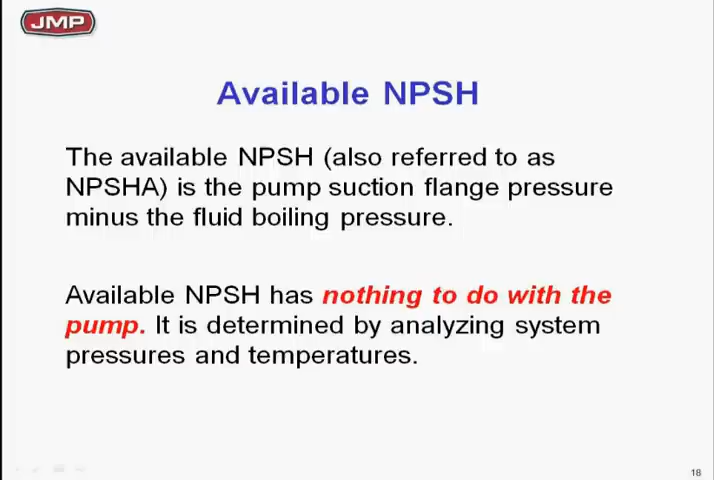 JMP
Available NPSH
The available NPSH (also referred to as
NPSHA) is the pump suction flange pressure
minus the fluid boiling pressure.
Available NPSH has nothing to do with the
pump. It is determined by analyzing system
pressures and temperatures.
18